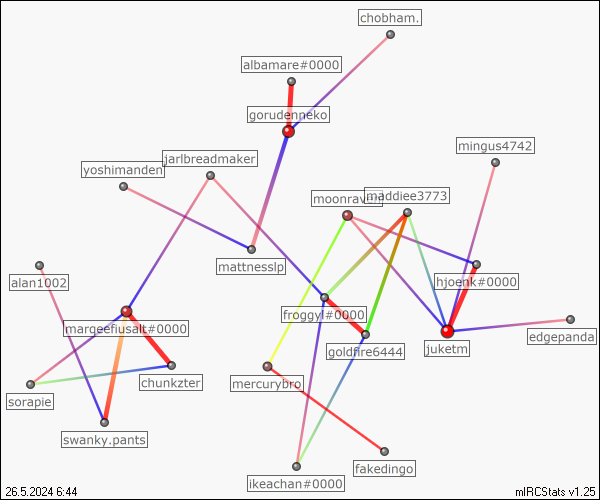 chobham.
albamare#0000
gorudenneko
mingus4742
jarlbreadmaker
yoshimanden
maddiee3773
mattnesslp
alan1002
hjoenk#0000
froggyl#0000
margeefiusalt#0000
edgepanda
juketm
goldfire6444
chunkzter
mercurybro
sorapie
swanky.pants
fakedingo
ikeachan#0000
26.5.2024 6:44
mIRCStats v1.25